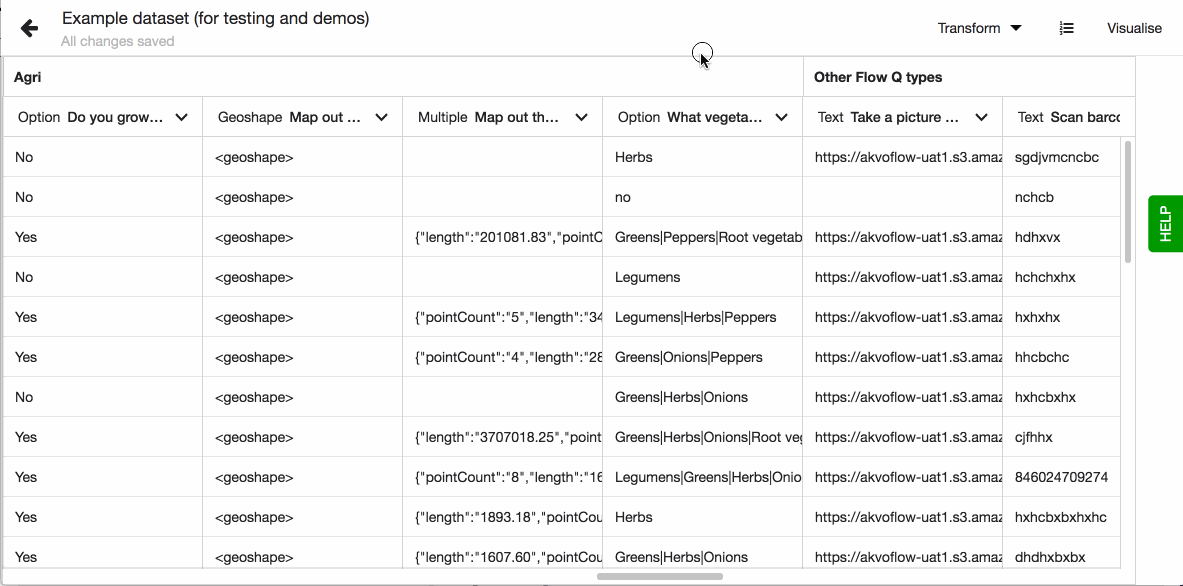 Example dataset (for testing and demos)
All changes saved
Transform
Visualise
Agri
Other Flow Q types
Option Do you grow…
Geoshape Map out …
Multiple Map out th…
Option What vegeta…
Text Take a picture …
Text Scan barco
No <geoshape> Herbs https://akvoflow-uat1.s3.amaz sgdjvmcncbc
No <geoshape> no nchcb
Yes <geoshape> {"length":"201081.83","pointC Greens|Peppers|Root vegetab https://akvoflow-uat1.s3.amaz hdhxvx
No <geoshape> Legumens https://akvoflow-uat1.s3.amaz hchchxhx
Yes <geoshape> {"pointCount":"5","length":"34 Legumens|Herbs|Peppers https://akvoflow-uat1.s3.amaz hxhxhx
Yes <geoshape> {"pointCount":"4","length":"28 Greens|Onions|Peppers https://akvoflow-uat1.s3.amaz hhcbchc
No <geoshape> Greens|Herbs|Onions https://akvoflow-uat1.s3.amaz hxhcbxhx
Yes <geoshape> {"length":"3707018.25","point Greens|Herbs|Onions|Root veg https://akvoflow-uat1.s3.amaz cjfhhx
Yes <geoshape> {"pointCount":"8","length":"16 Legumens|Greens|Herbs|Onio https://akvoflow-uat1.s3.amaz 846024709274
Yes <geoshape> {"length":"1893.18","pointCou Herbs https://akvoflow-uat1.s3.amaz hxhcbxbxhxhc
Yes <geoshape> {"length":"1607.60","pointCou Greens|Herbs|Onions https://akvoflow-uat1.s3.amaz dhdhxbxbx
HELP